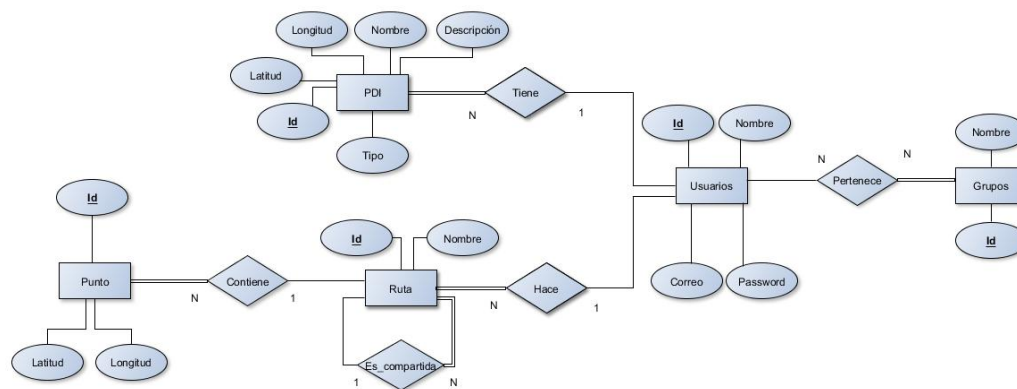 Longitud
Nombre
Descripción
Latitud
PDI
Tiene
Id
N
1
Tipo
Id
Nombre
Nombre
Usuarios
N
Pertenece
N
Grupos
Id
Id
Id
Nombre
Correo
Password
Punto
N
Contiene
1
Ruta
N
Hace
1
Latitud
Longitud
1
Es_compartida
N